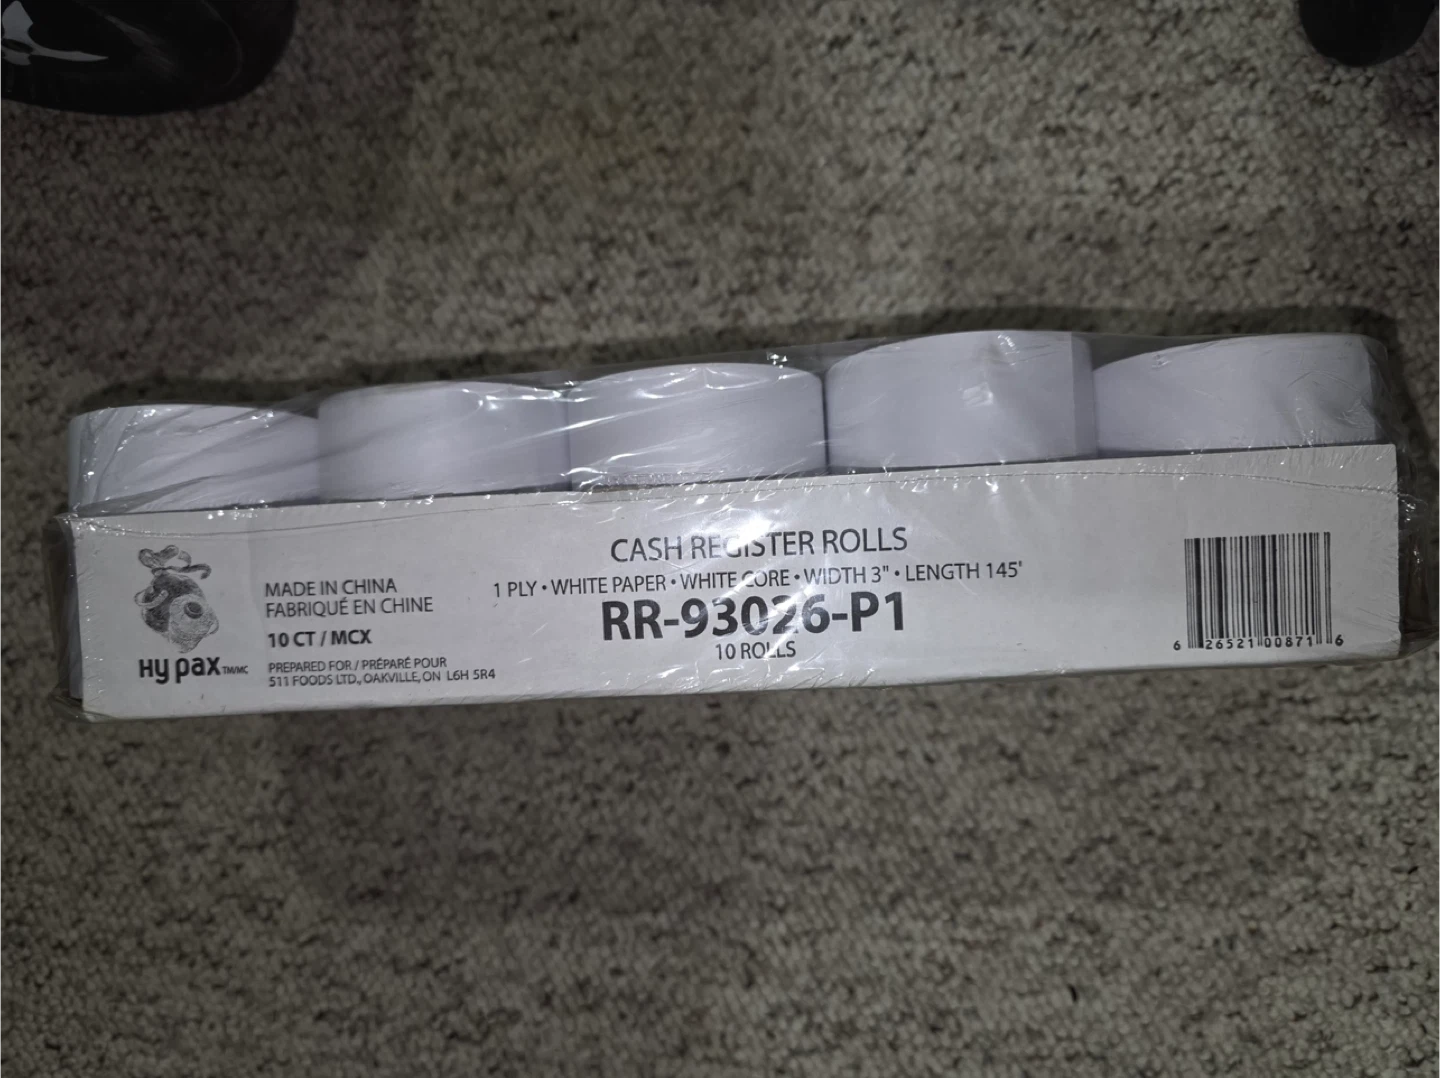 CASH REGISTER ROLLS
1 PLY • WHITE PAPER • WHITE CORE • WIDTH 3" • LENGTH 145'
RR-93026-P1
10 ROLLS
MADE IN CHINA
FABRIQUÉ EN CHINE
10 CT / MCX
PREPARED FOR / PRÉPARÉ POUR
511 FOODS LTD., OAKVILLE, ON L6H 5R4
Hy pax TM/MC
6 26521 00871 6